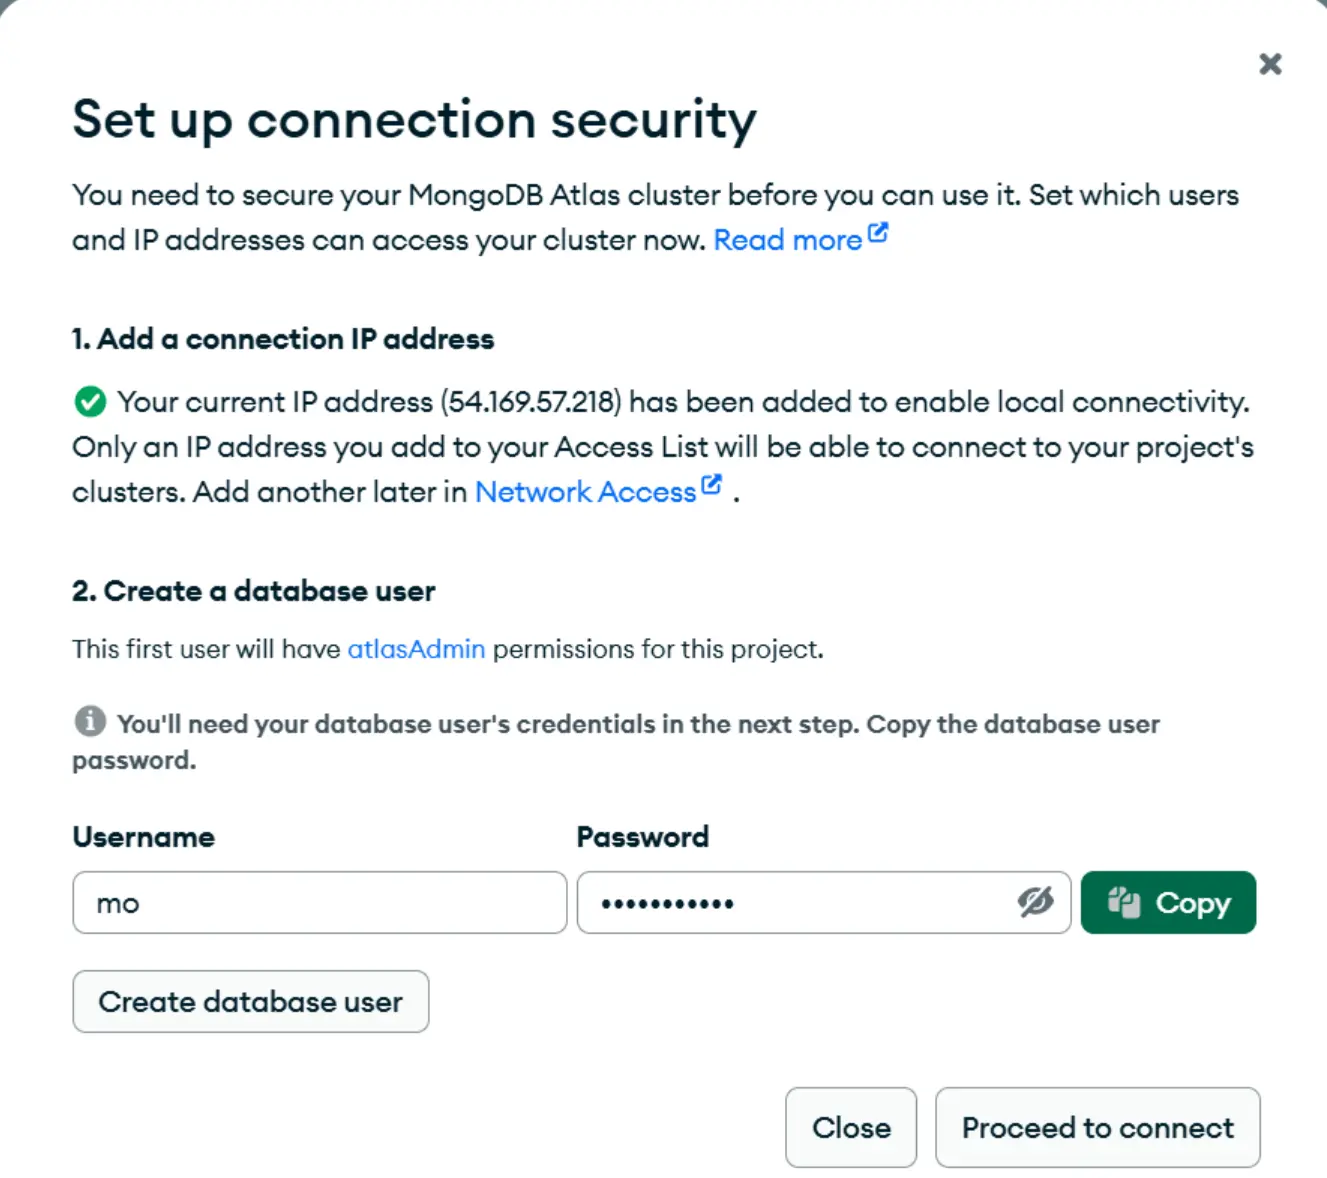 Set up connection security
You need to secure your MongoDB Atlas cluster before you can use it. Set which users
and IP addresses can access your cluster now. Read more
1. Add a connection IP address
Your current IP address (54.169.57.218) has been added to enable local connectivity.
Only an IP address you add to your Access List will be able to connect to your project's
clusters. Add another later in Network Access .
2. Create a database user
This first user will have atlasAdmin permissions for this project.
You'll need your database user's credentials in the next step. Copy the database user
password.
Username Password
mo ••••••••••• Copy
Create database user
Close Proceed to connect